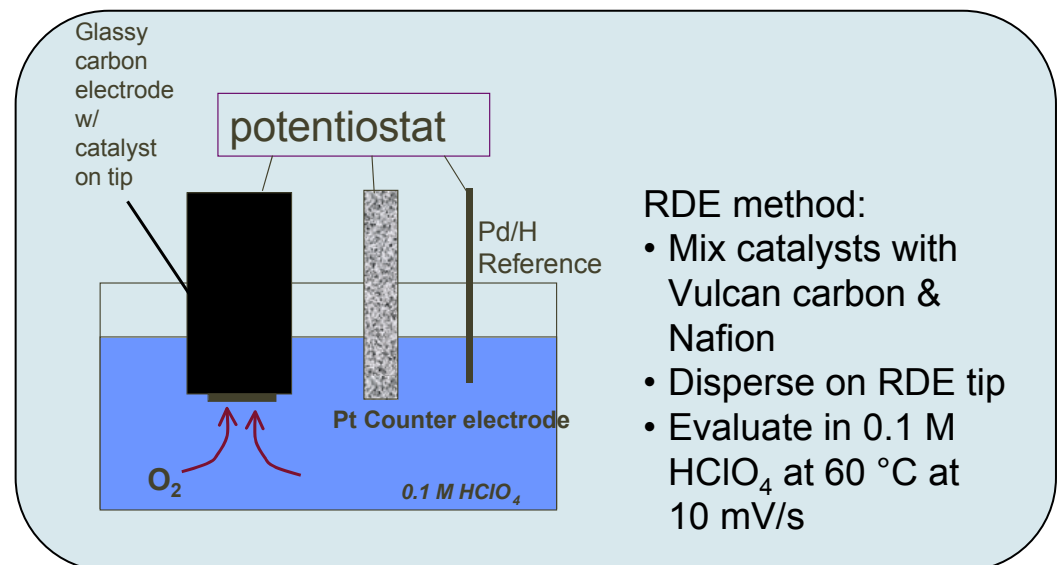 Glassy
carbon
electrode
w/
catalyst
on tip
potentiostat
Pd/H
Reference
Pt Counter electrode
O₂
0.1 M HClO₄
RDE method:
• Mix catalysts with
Vulcan carbon &
Nafion
• Disperse on RDE tip
• Evaluate in 0.1 M
HClO₄ at 60 °C at
10 mV/s